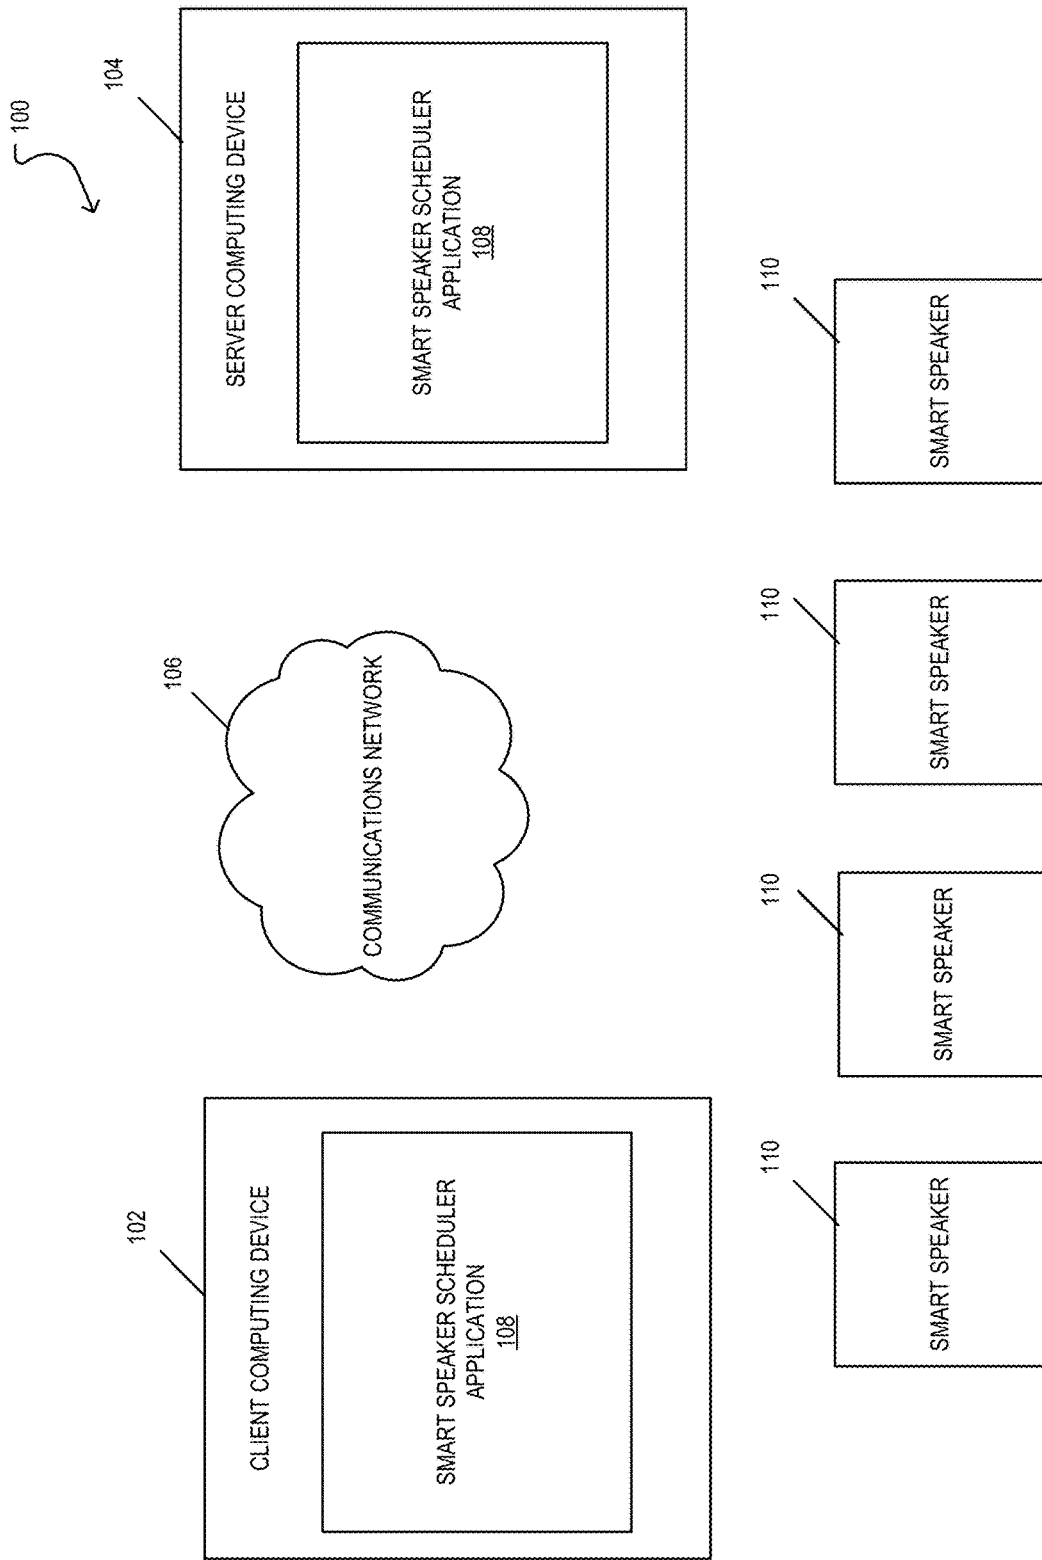 100
102
CLIENT COMPUTING DEVICE
SMART SPEAKER SCHEDULER
APPLICATION
108
106
COMMUNICATIONS NETWORK
104
SERVER COMPUTING DEVICE
SMART SPEAKER SCHEDULER
APPLICATION
108
110
SMART SPEAKER
110
SMART SPEAKER
110
SMART SPEAKER
110
SMART SPEAKER